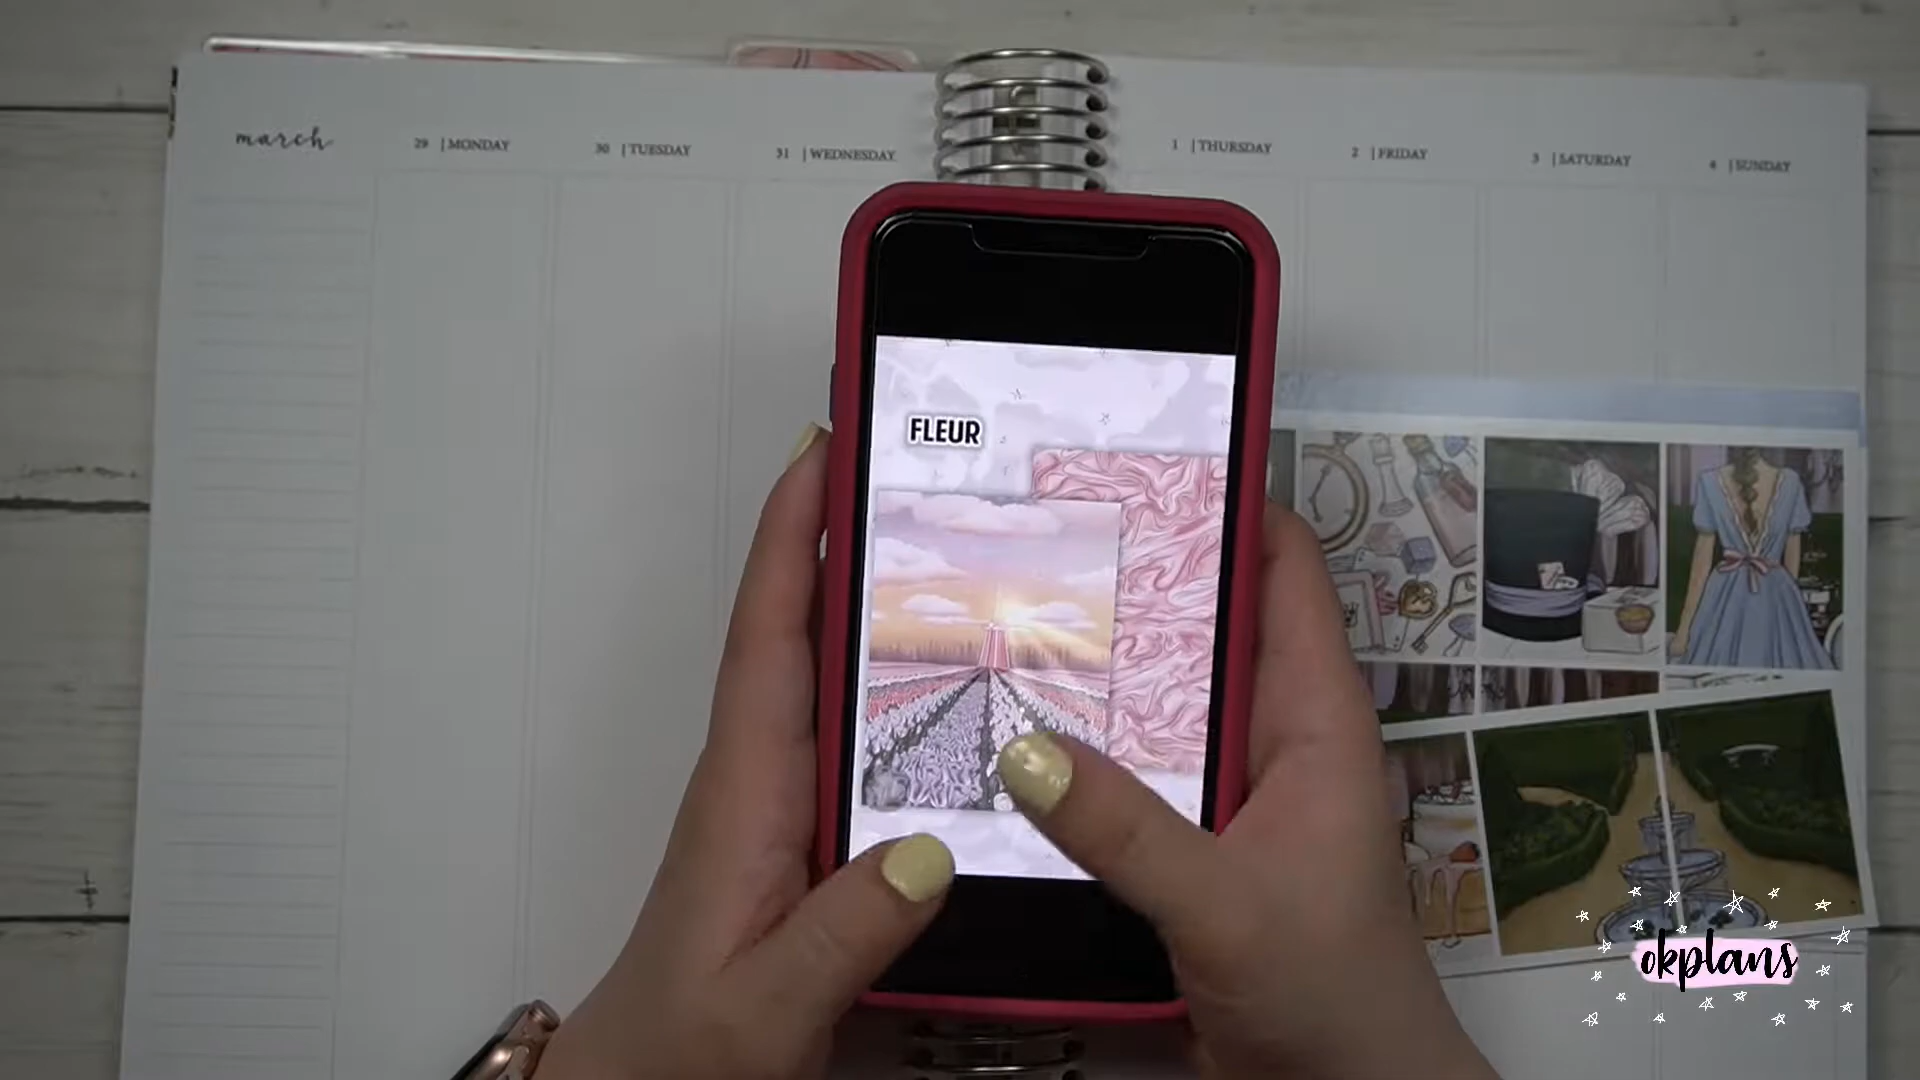 march
29 | MONDAY
30 | TUESDAY
31 | WEDNESDAY
1 | THURSDAY
2 | FRIDAY
3 | SATURDAY
4 | SUNDAY
FLEUR
okplans